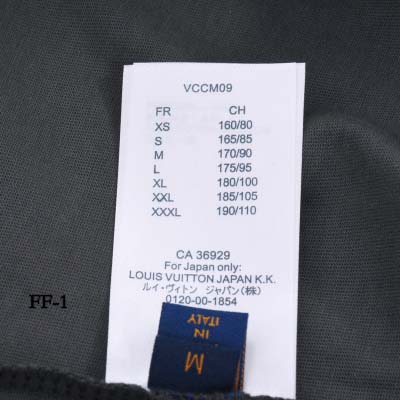 VCCM09
FR CH
XS 160/80
S 165/85
M 170/90
L 175/95
XL 180/100
XXL 185/105
XXXL 190/110
CA 36929
For Japan only:
LOUIS VUITTON JAPAN K.K.
ルイ・ヴィトン ジャパン(株)
0120-00-1854
FF-1
IN
ITALY
M